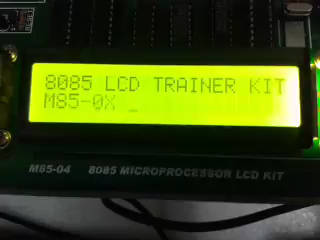 8085 LCD TRAINER KIT
M85-0X _
M85-04 8085 MICROPROCESSOR LCD KIT